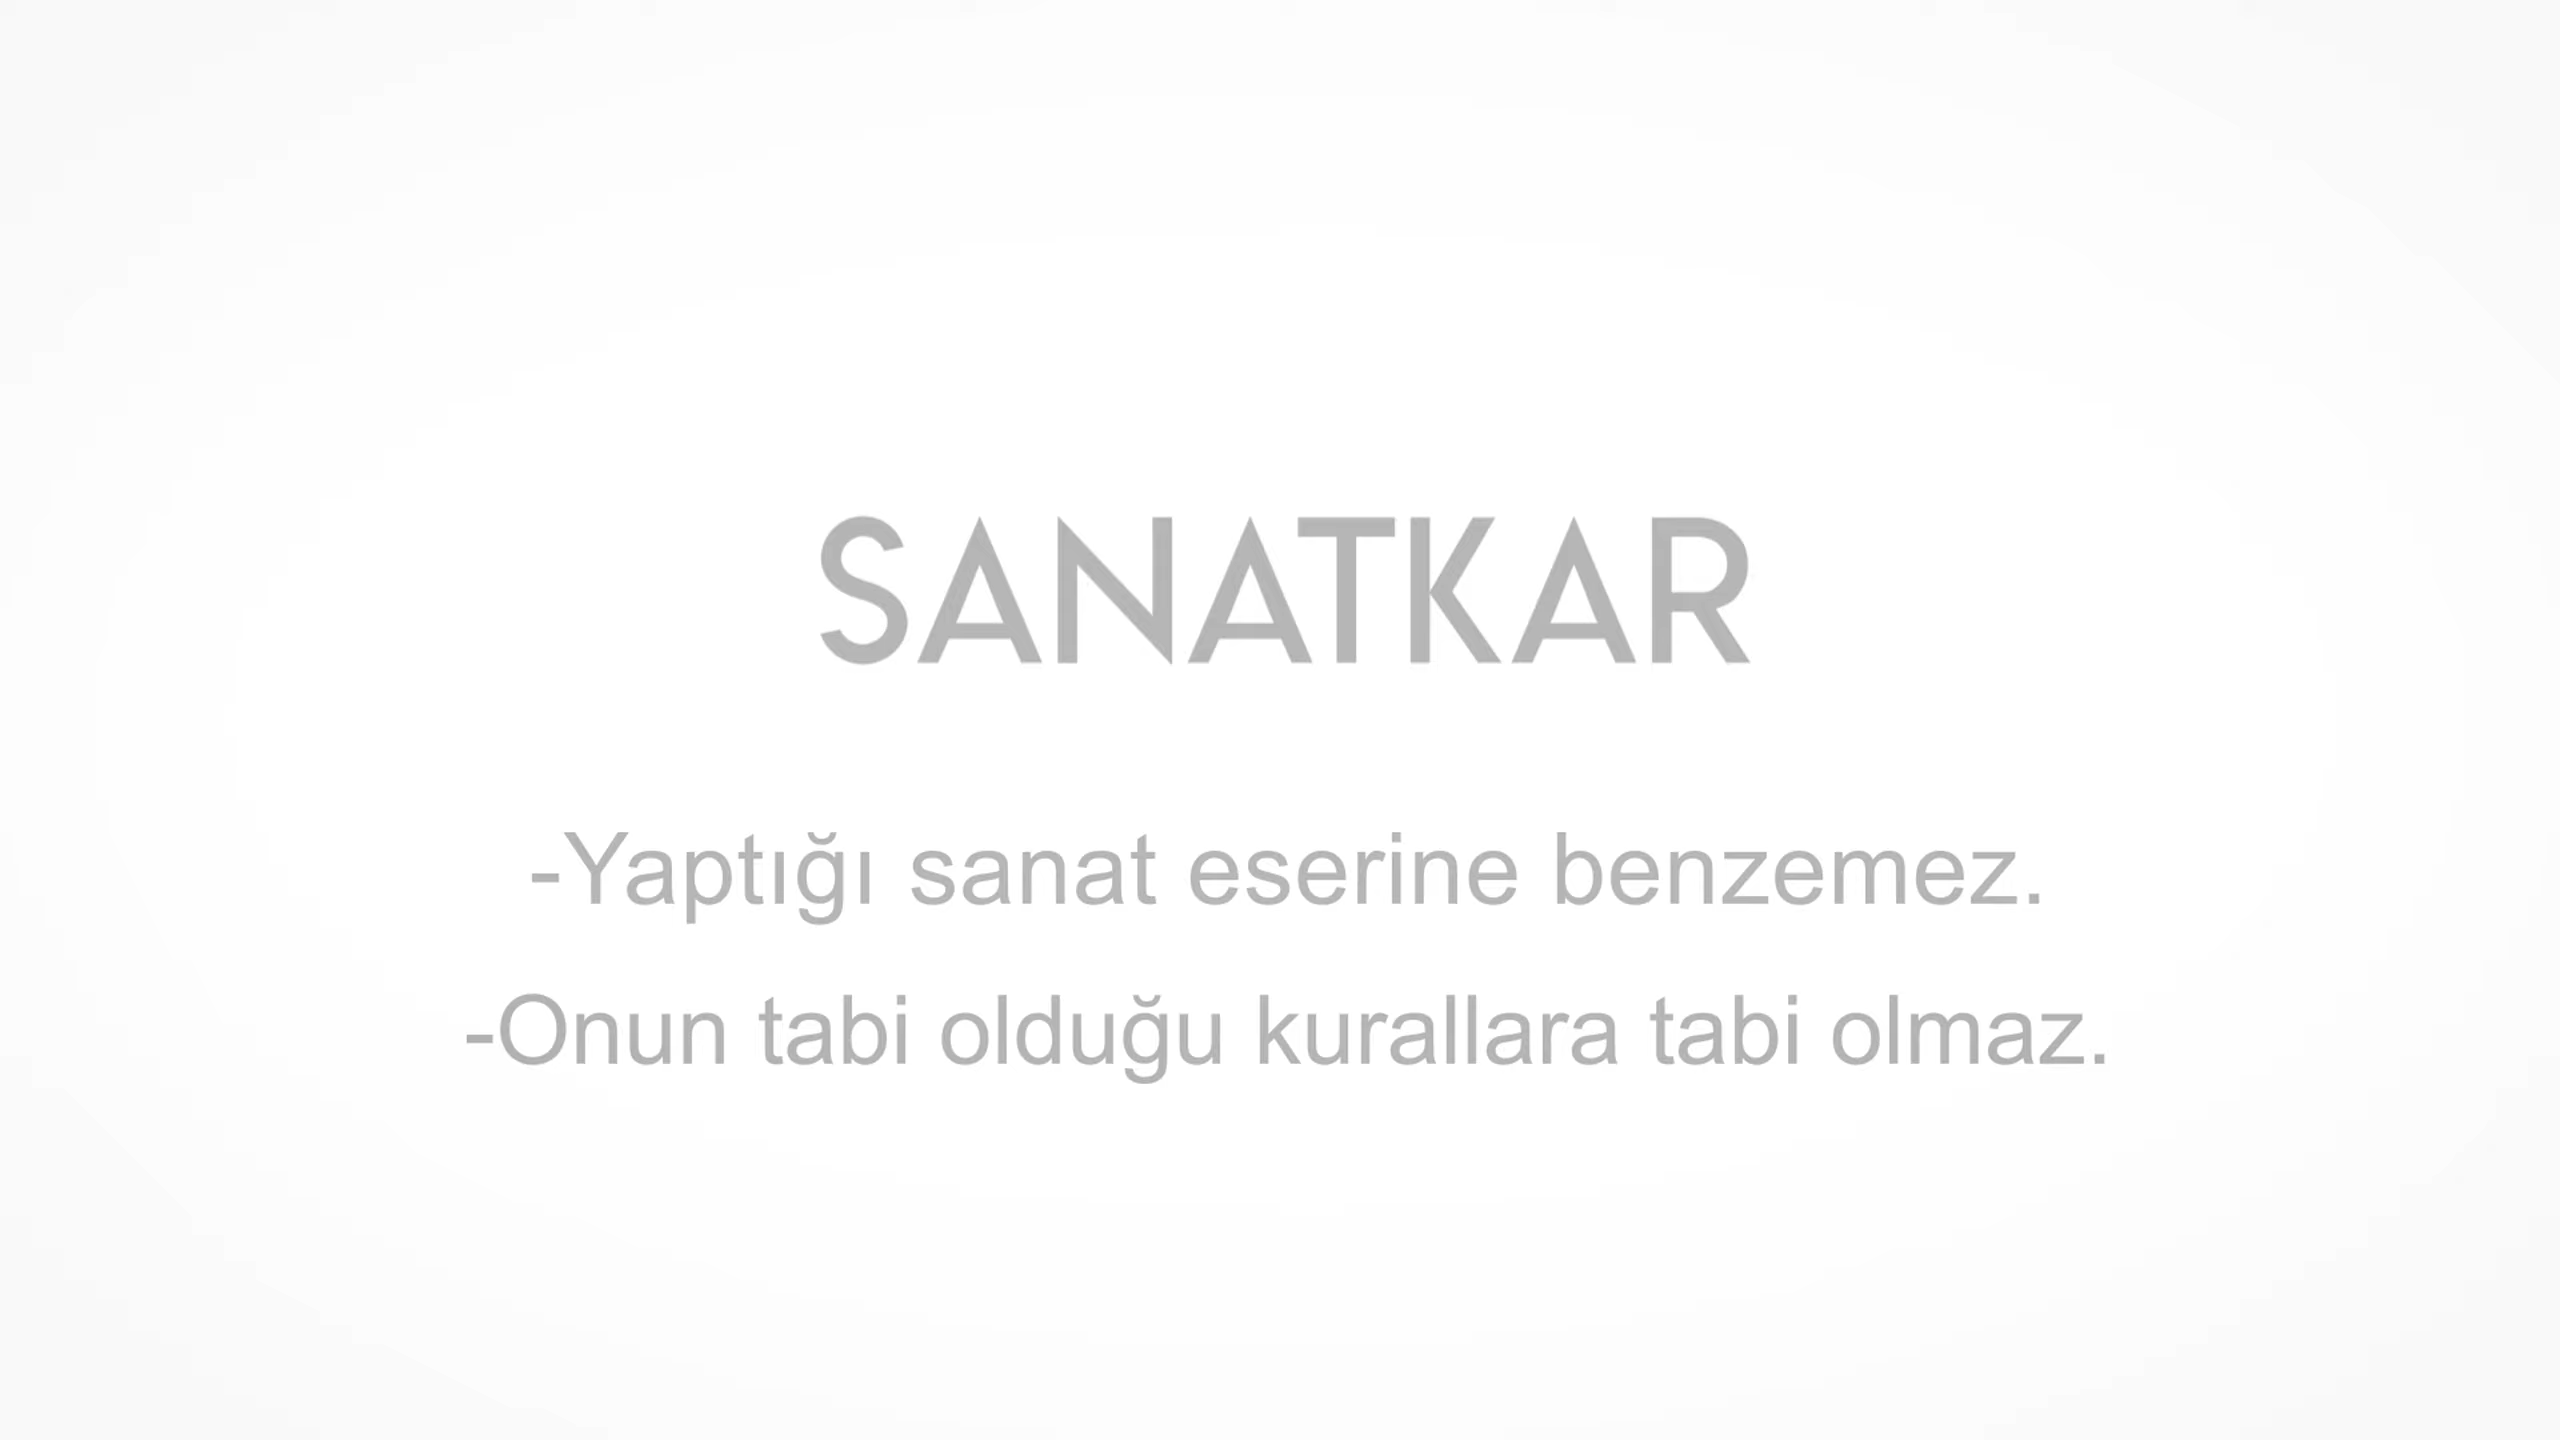 SANATKAR
-Yaptığı sanat eserine benzemez.
-Onun tabi olduğu kurallara tabi olmaz.